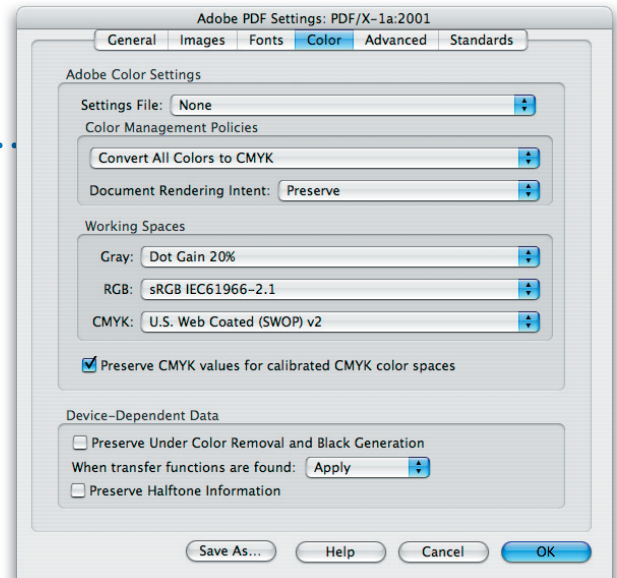 Adobe PDF Settings: PDF/X-1a:2001
General Images Fonts Color Advanced Standards
Adobe Color Settings
Settings File: None
Color Management Policies
Convert All Colors to CMYK
Document Rendering Intent: Preserve
Working Spaces
Gray: Dot Gain 20%
RGB: sRGB IEC61966-2.1
CMYK: U.S. Web Coated (SWOP) v2
Preserve CMYK values for calibrated CMYK color spaces
Device-Dependent Data
Preserve Under Color Removal and Black Generation
When transfer functions are found: Apply
Preserve Halftone Information
Save As... Help Cancel OK